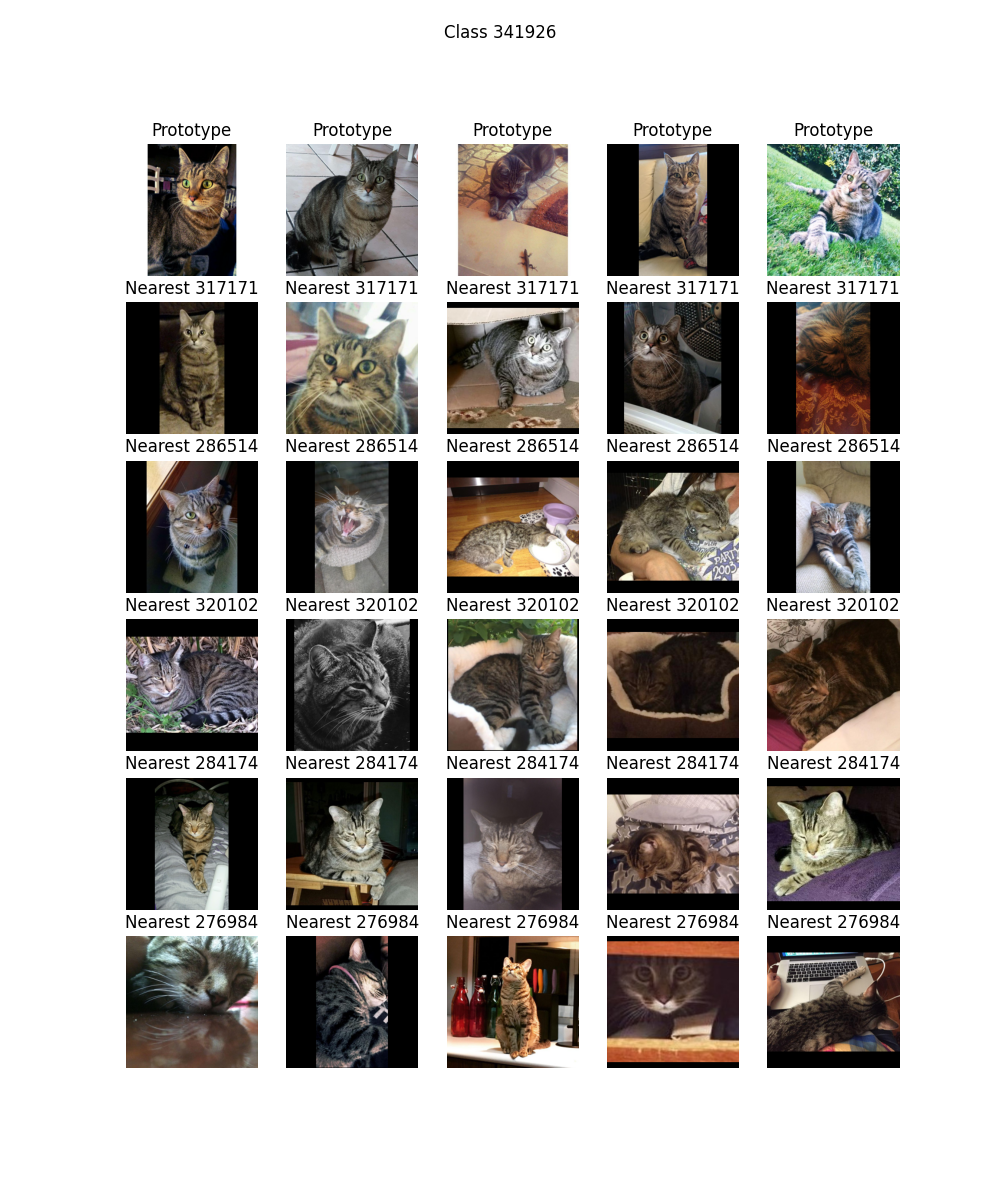 Class 341926
Prototype Prototype Prototype Prototype Prototype
Nearest 317171 Nearest 317171 Nearest 317171 Nearest 317171 Nearest 317171
Nearest 286514 Nearest 286514 Nearest 286514 Nearest 286514 Nearest 286514
PARTY
2003
Nearest 320102 Nearest 320102 Nearest 320102 Nearest 320102 Nearest 320102
Nearest 284174 Nearest 284174 Nearest 284174 Nearest 284174 Nearest 284174
Nearest 276984 Nearest 276984 Nearest 276984 Nearest 276984 Nearest 276984